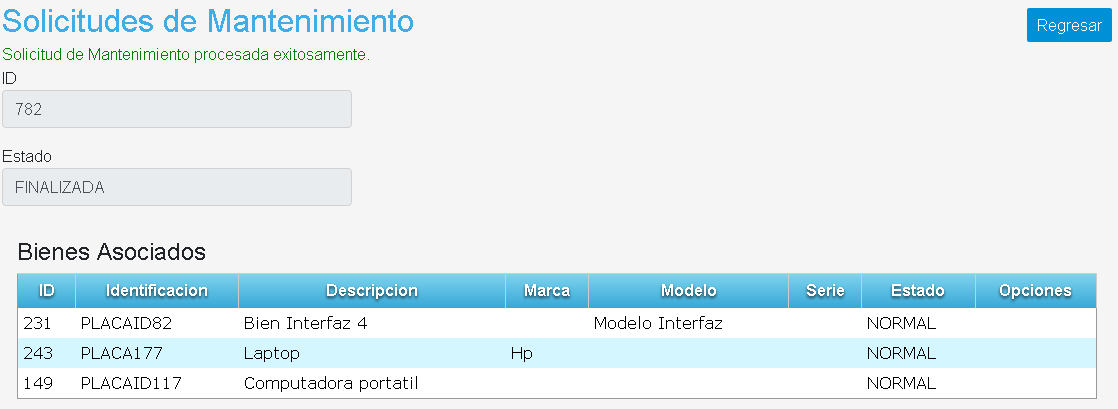 Solicitudes de Mantenimiento
Regresar
Solicitud de Mantenimiento procesada exitosamente.
ID
782
Estado
FINALIZADA
Bienes Asociados
ID Identificacion Descripcion Marca Modelo Serie Estado Opciones
231 PLACAID82 Bien Interfaz 4 Modelo Interfaz NORMAL
243 PLACA177 Laptop Hp NORMAL
149 PLACAID117 Computadora portatil NORMAL